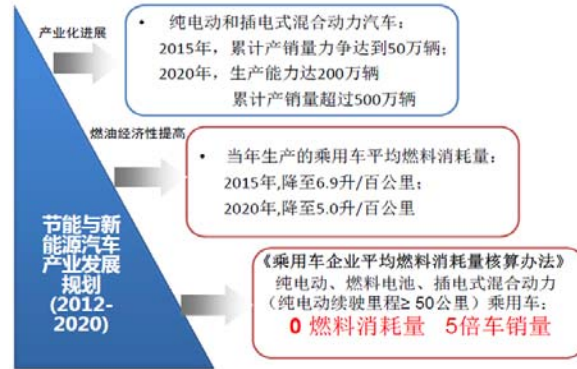 产业化进展
• 纯电动和插电式混合动力汽车：
2015年，累计产销量力争达到50万辆；
2020年，生产能力达200万辆
累计产销量超过500万辆
燃油经济性提高
• 当年生产的乘用车平均燃料消耗量：
2015年,降至6.9升/百公里；
2020年,降至5.0升/百公里
节能与新
能源汽车
产业发展
规划
(2012-
2020)
《乘用车企业平均燃料消耗量核算办法》
纯电动、燃料电池、插电式混合动力
（纯电动续驶里程≥ 50公里）乘用车：
0 燃料消耗量 5倍车销量